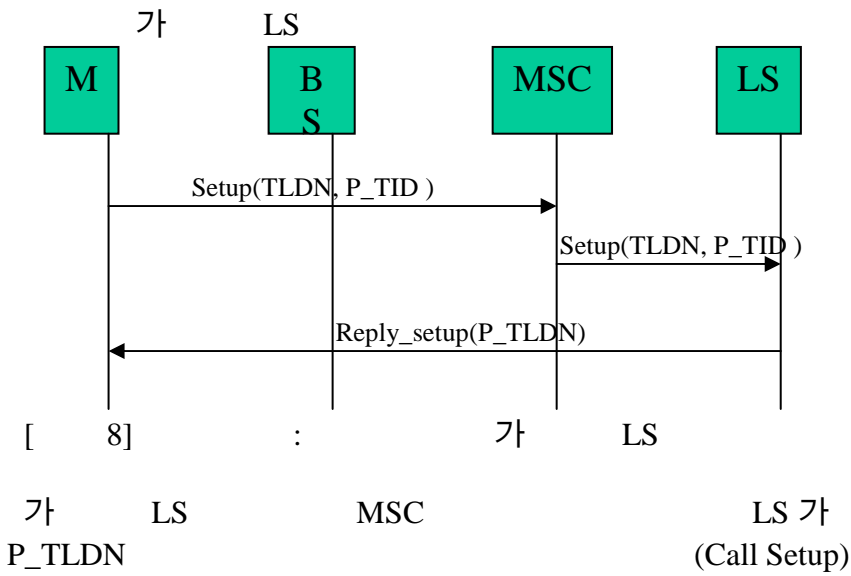 가 LS
M BS MSC LS
Setup(TLDN, P_TID )
Setup(TLDN, P_TID )
Reply_setup(P_TLDN)
[ 8] : 가 LS
가 LS MSC LS 가
P_TLDN (Call Setup)